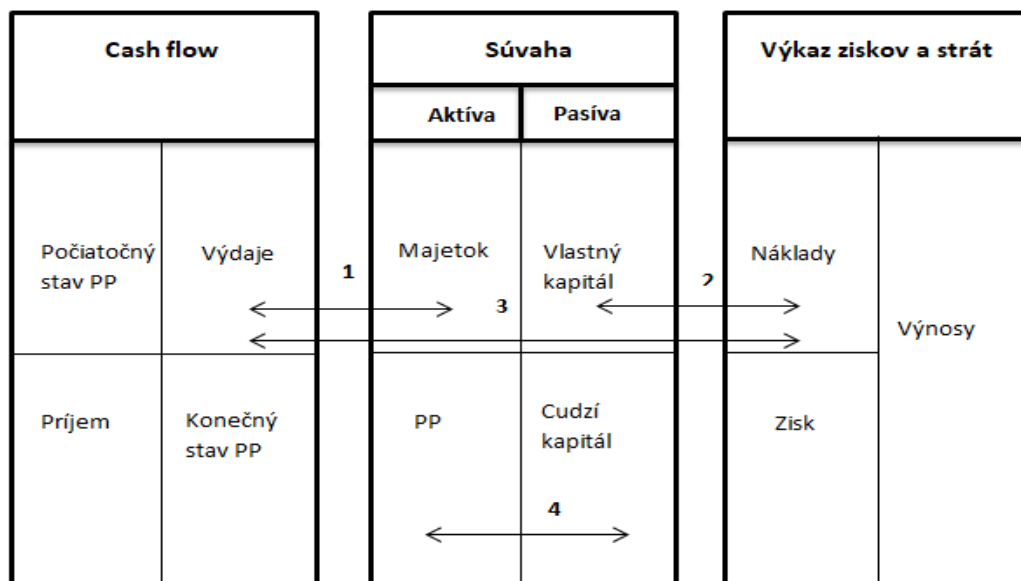 Cash flow
Súvaha
Výkaz ziskov a strát
Aktíva
Pasíva
Počiatočný
stav PP
Výdaje
1
Majetok
3
Vlastný
kapitál
2
Náklady
Výnosy
Príjem
Konečný
stav PP
PP
Cudzí
kapitál
4
Zisk